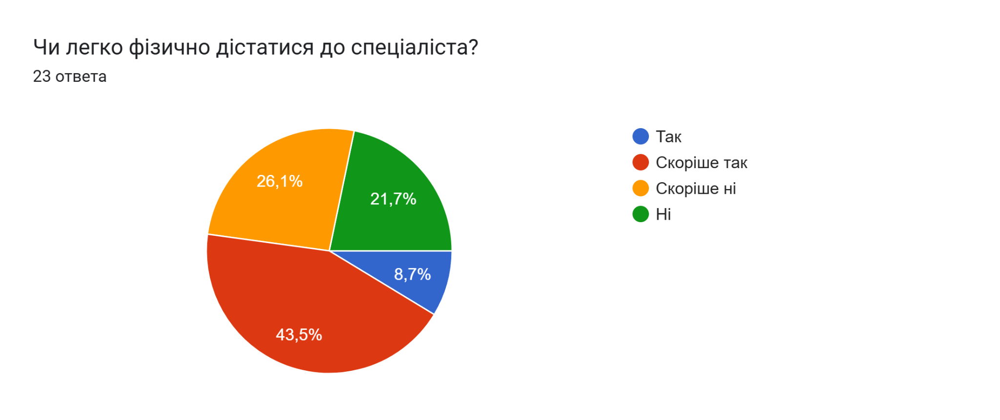 Чи легко фізично дістатися до спеціаліста?
23 ответа
26,1%
21,7%
8,7%
43,5%
Так
Скоріше так
Скоріше ні
Ні